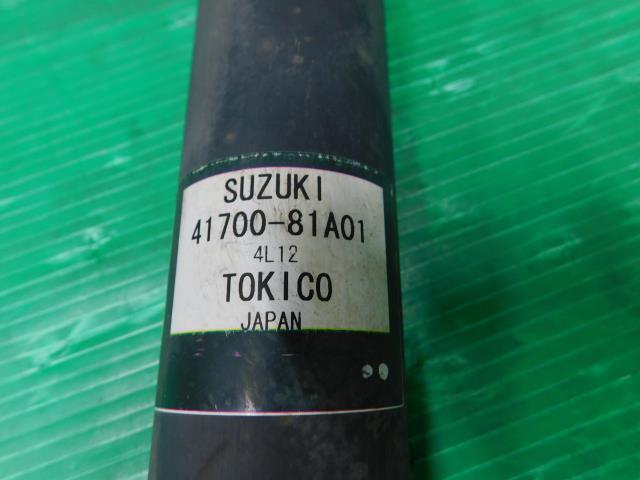 SUZUKI
41700-81A01
4L12
TOKICO
JAPAN